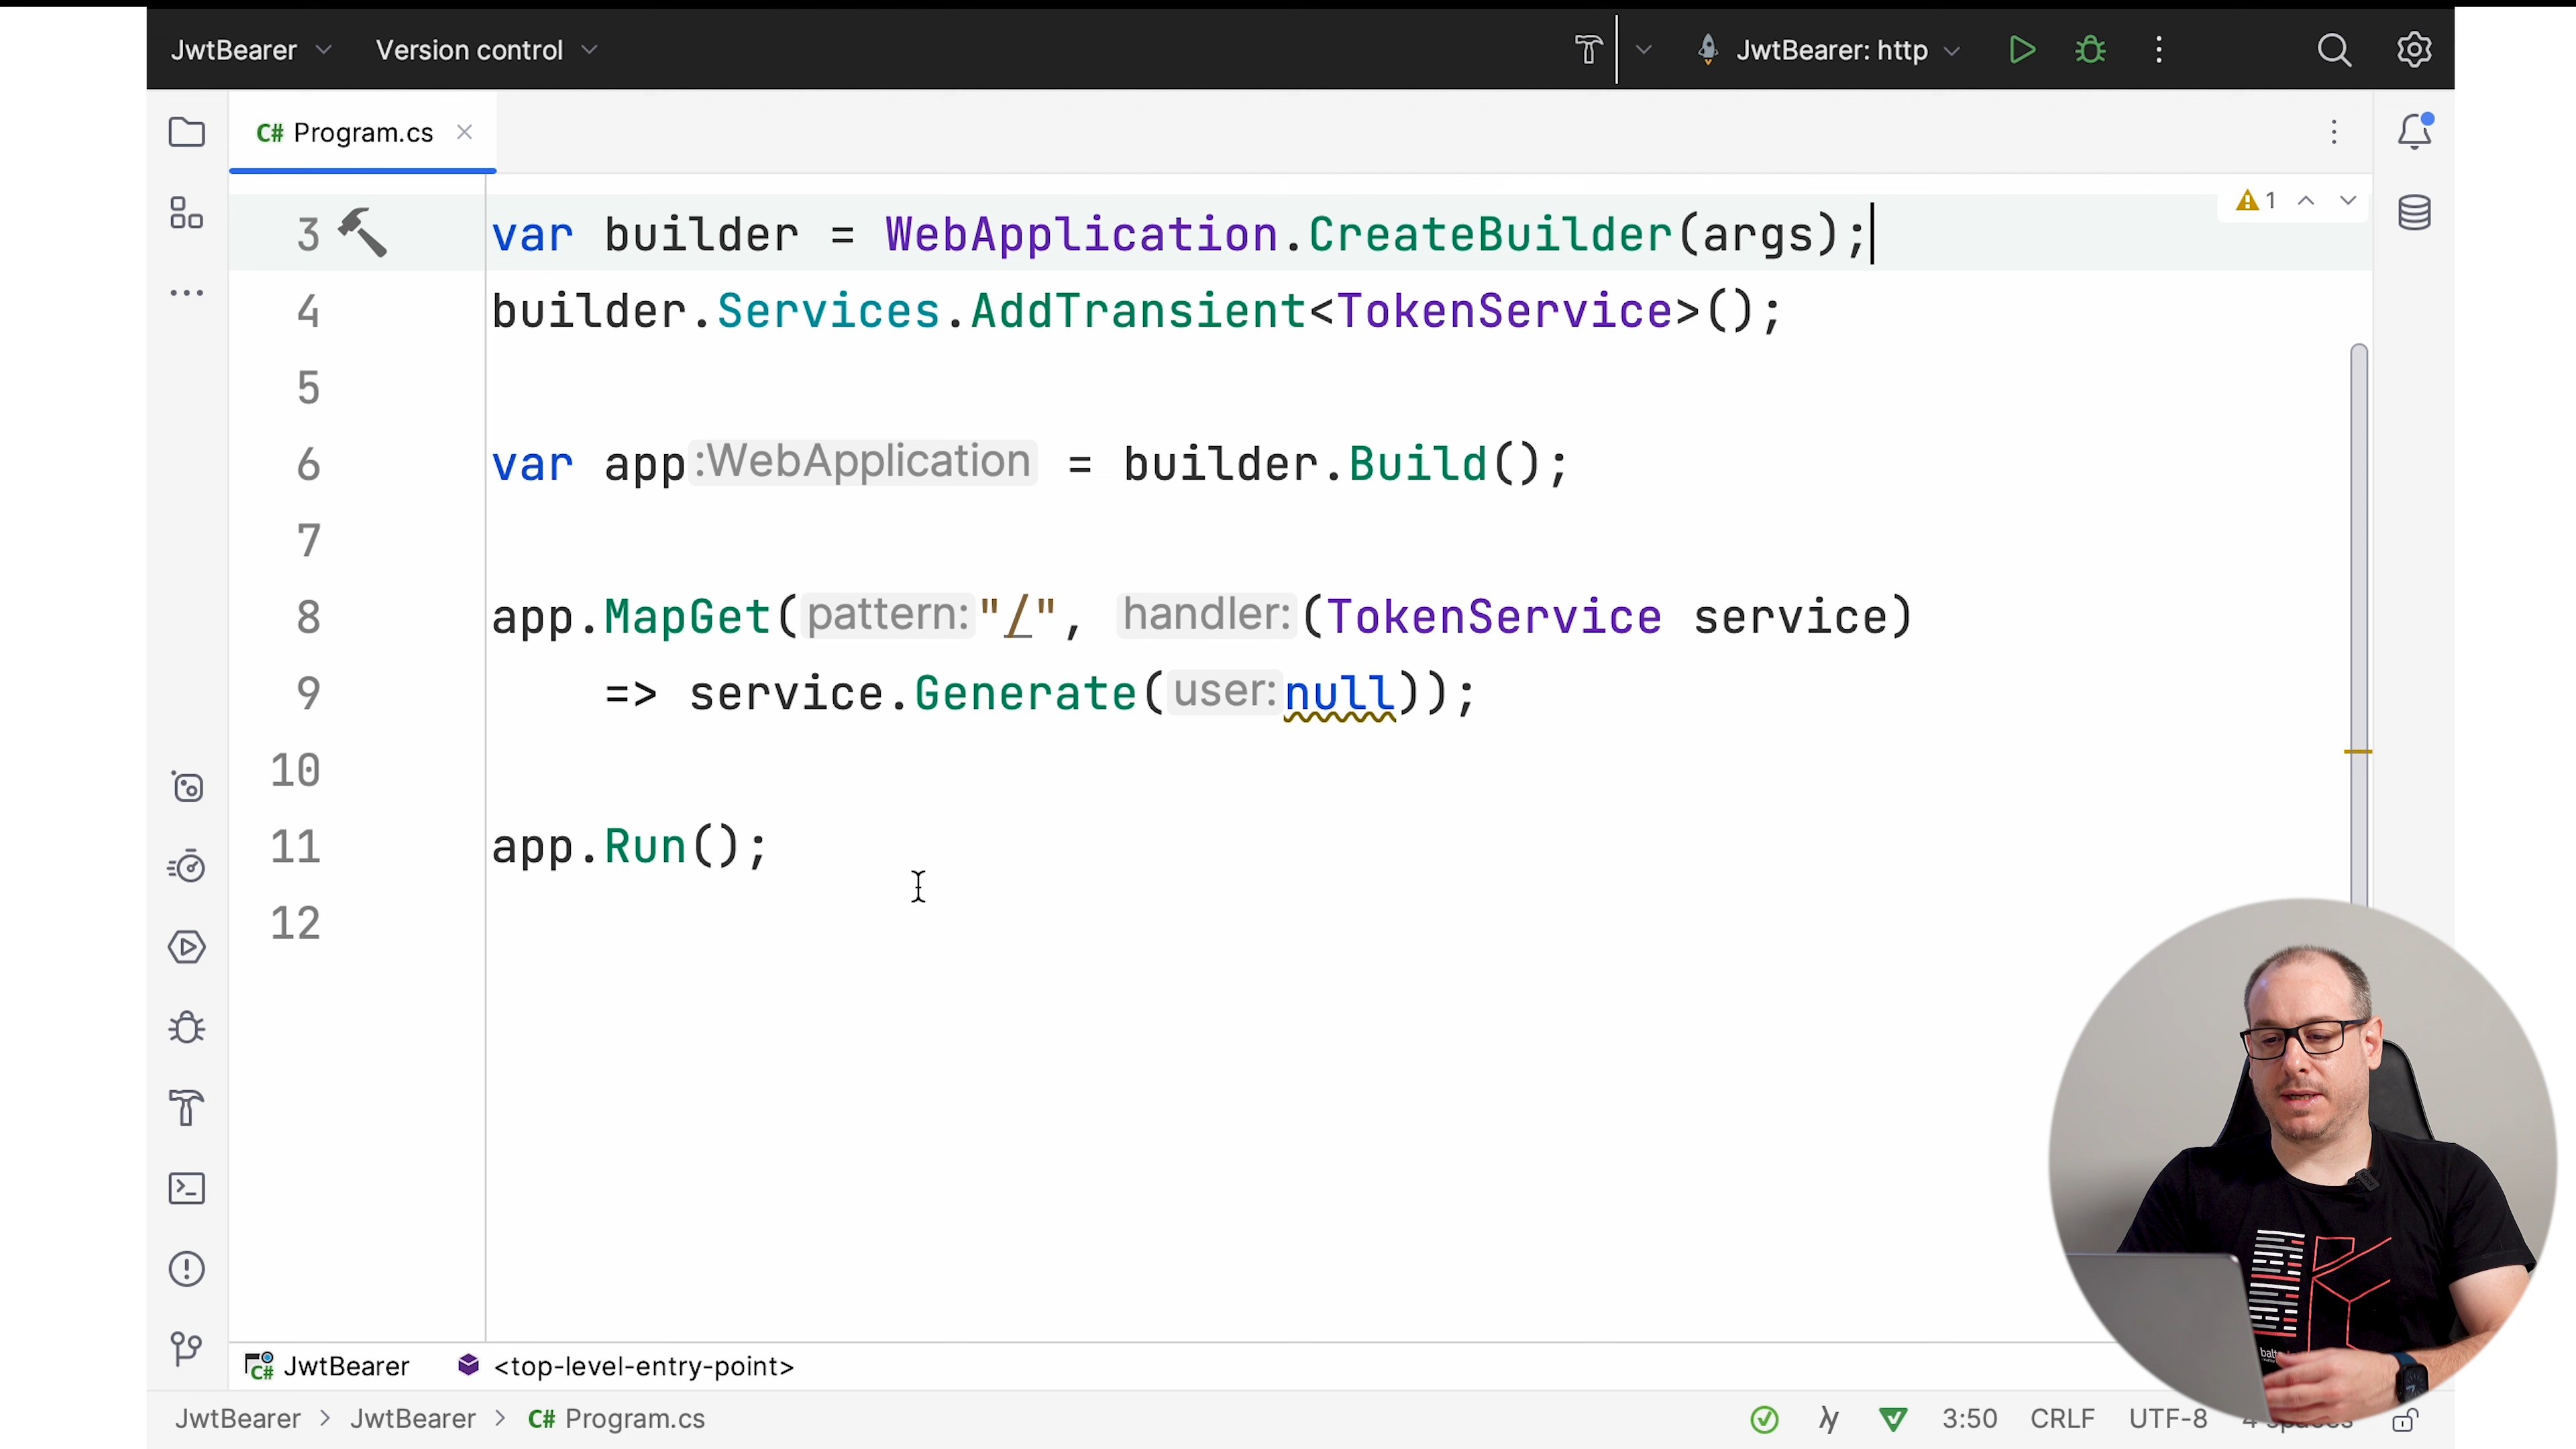 JwtBearer Version control JwtBearer: http
C# Program.cs
1
3 var builder = WebApplication.CreateBuilder(args);
4 builder.Services.AddTransient<TokenService>();
5
6 var app :WebApplication = builder.Build();
7
8 app.MapGet( pattern: "/", handler: (TokenService service)
9 => service.Generate( user: null));
10
11 app.Run();
12
C# JwtBearer <top-level-entry-point>
JwtBearer > JwtBearer > C# Program.cs 3:50 CRLF UTF-8 4 spaces